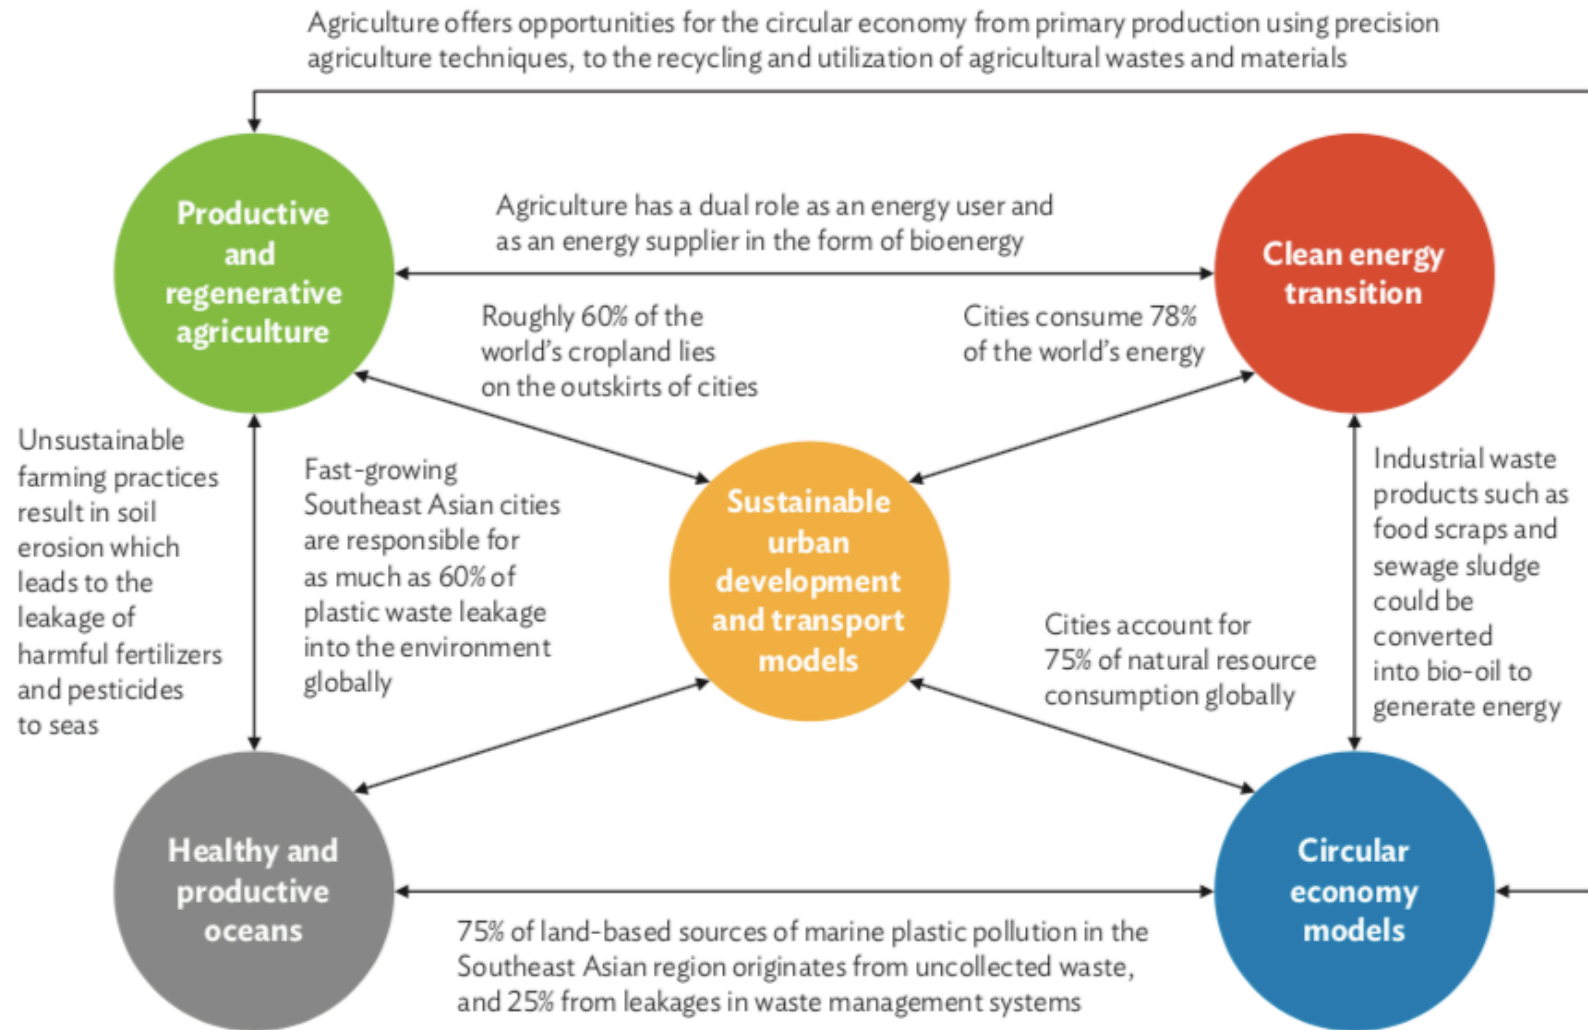 Agriculture offers opportunities for the circular economy from primary production using precision
agriculture techniques, to the recycling and utilization of agricultural wastes and materials
Productive
and
regenerative
agriculture
Agriculture has a dual role as an energy user and
as an energy supplier in the form of bioenergy
Clean energy
transition
Roughly 60% of the
world's cropland lies
on the outskirts of cities
Cities consume 78%
of the world's energy
Unsustainable
farming practices
result in soil
erosion which
leads to the
leakage of
harmful fertilizers
and pesticides
to seas
Fast-growing
Southeast Asian cities
are responsible for
as much as 60% of
plastic waste leakage
into the environment
globally
Sustainable
urban
development
and transport
models
Industrial waste
products such as
food scraps and
sewage sludge
could be
converted
into bio-oil to
generate energy
Cities account for
75% of natural resource
consumption globally
Healthy and
productive
oceans
75% of land-based sources of marine plastic pollution in the
Southeast Asian region originates from uncollected waste,
and 25% from leakages in waste management systems
Circular
economy
models